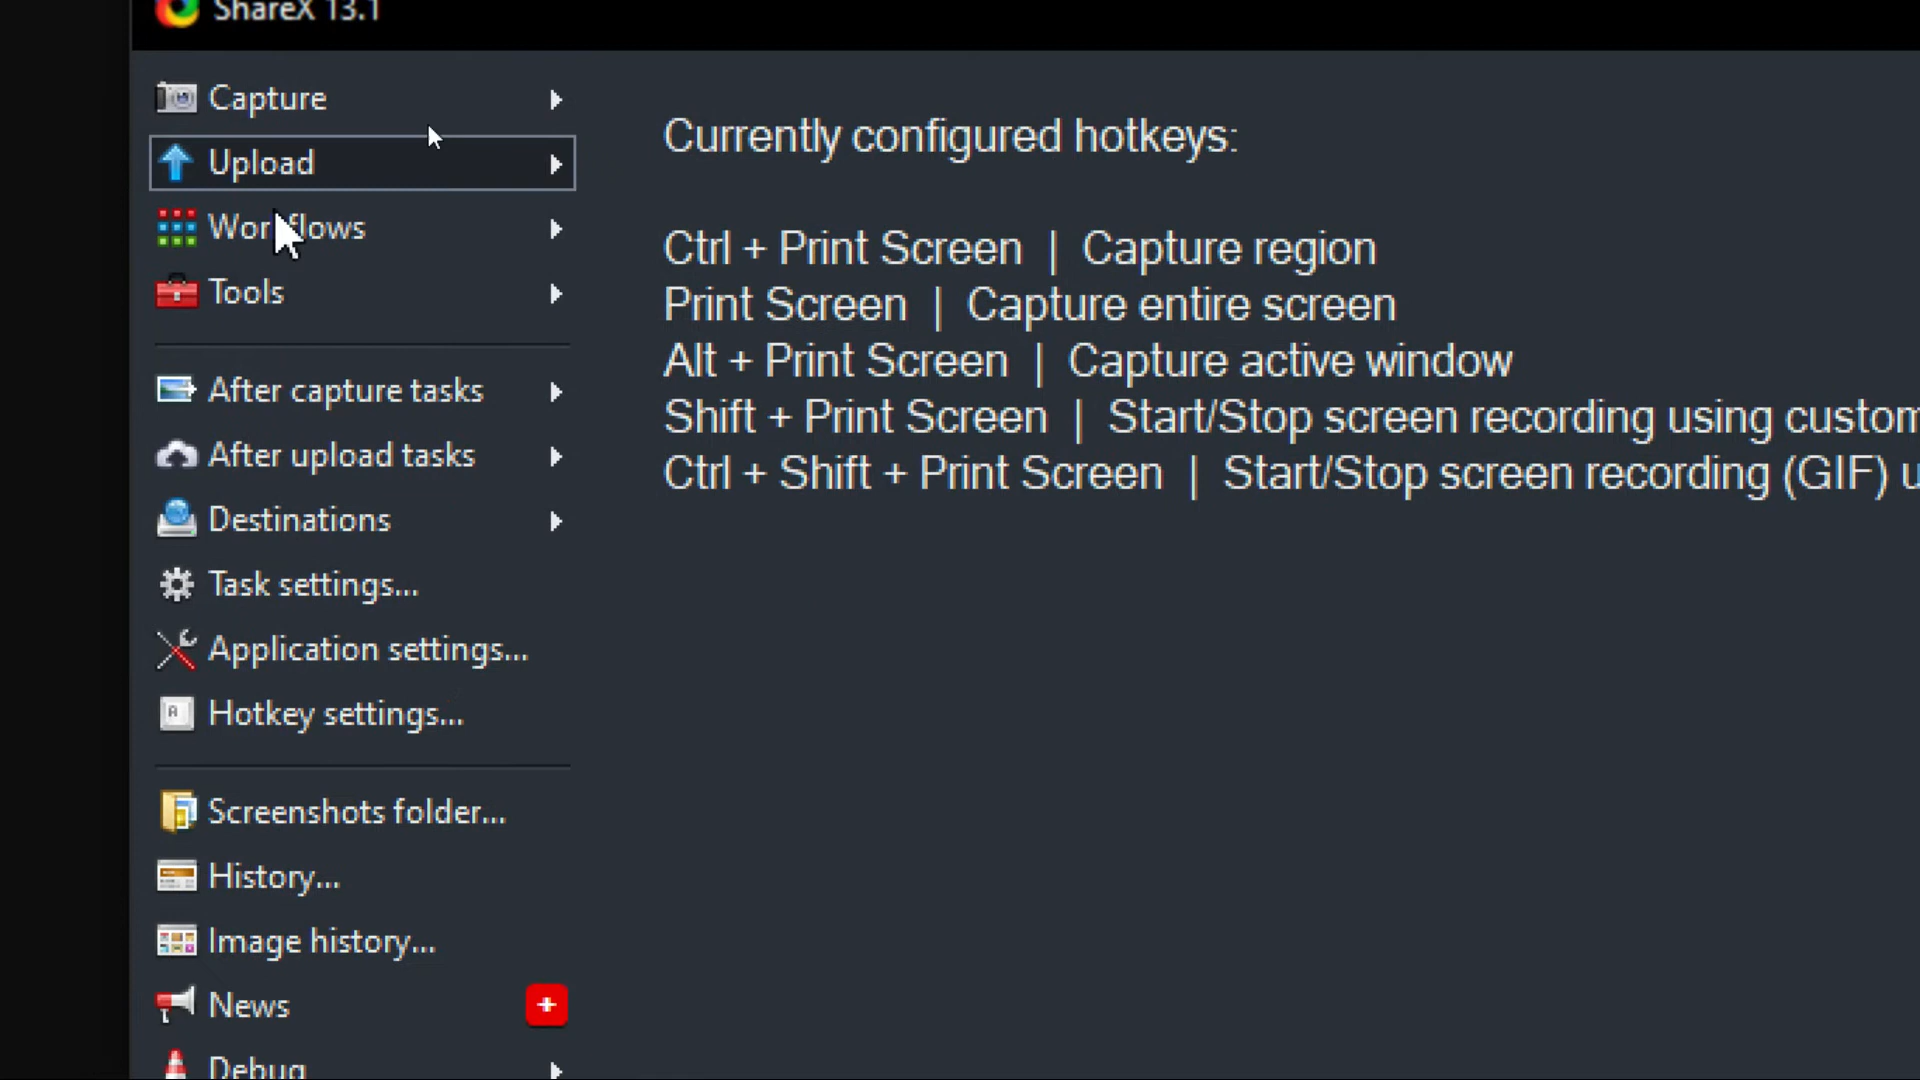 ShareX 13.1
Capture
Upload
Workflows
Tools
After capture tasks
After upload tasks
Destinations
Task settings...
Application settings...
Hotkey settings...
Screenshots folder...
History...
Image history...
News +
Debug
Currently configured hotkeys:
Ctrl + Print Screen | Capture region
Print Screen | Capture entire screen
Alt + Print Screen | Capture active window
Shift + Print Screen | Start/Stop screen recording using custom
Ctrl + Shift + Print Screen | Start/Stop screen recording (GIF) u